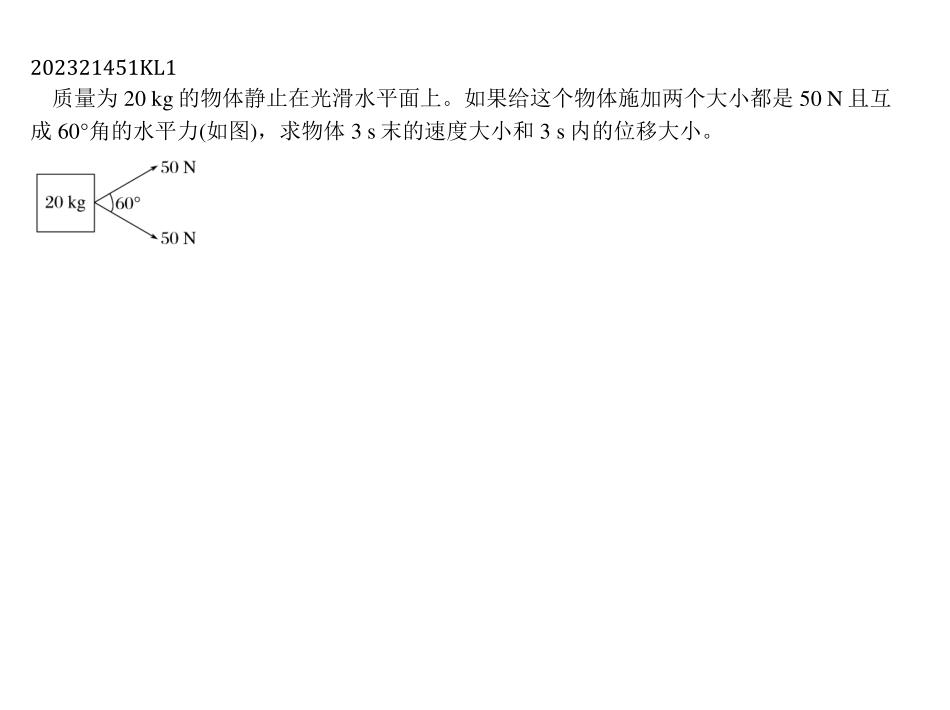 202321451KL1
质量为 20 kg 的物体静止在光滑水平面上。如果给这个物体施加两个大小都是 50 N 且互
成 60°角的水平力(如图)，求物体 3 s 末的速度大小和 3 s 内的位移大小。
50 N
20 kg
60°
50 N